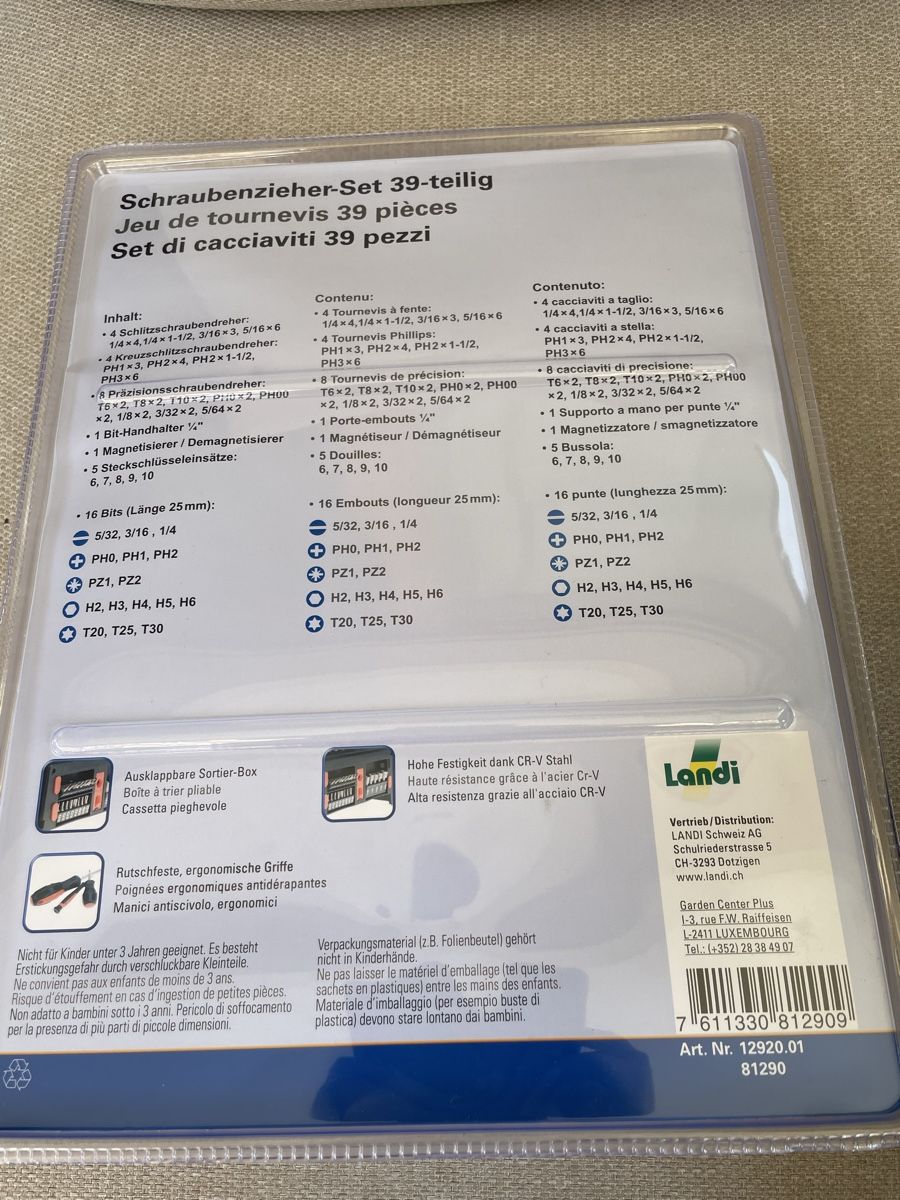 Schraubenzieher-Set 39-teilig
Jeu de tournevis 39 pièces
Set di cacciaviti 39 pezzi
Inhalt:
• 4 Schlitzschraubendreher:
1/4×4,1/4×1-1/2, 3/16×3, 5/16×6
• 4 Kreuzschlitzschraubendreher:
PH1×3, PH2×4, PH2×1-1/2,
PH3×6
• 8 Präzisionsschraubendreher:
T6×2, T8×2, T10×2, PH0×2, PH00
×2, 1/8×2, 3/32×2, 5/64×2
• 1 Bit-Handhalter ¼"
• 1 Magnetisierer / Demagnetisierer
• 5 Steckschlüsseleinsätze:
6, 7, 8, 9, 10
• 16 Bits (Länge 25mm):
5/32, 3/16 , 1/4
PH0, PH1, PH2
PZ1, PZ2
H2, H3, H4, H5, H6
T20, T25, T30
Contenu:
• 4 Tournevis à fente:
1/4×4,1/4×1-1/2, 3/16×3, 5/16×6
• 4 Tournevis Phillips:
PH1×3, PH2×4, PH2×1-1/2,
PH3×6
• 8 Tournevis de précision:
T6×2, T8×2, T10×2, PH0×2, PH00
×2, 1/8×2, 3/32×2, 5/64×2
• 1 Porte-embouts ¼"
• 1 Magnétiseur / Démagnétiseur
• 5 Douilles:
6, 7, 8, 9, 10
• 16 Embouts (longueur 25mm):
5/32, 3/16 , 1/4
PH0, PH1, PH2
PZ1, PZ2
H2, H3, H4, H5, H6
T20, T25, T30
Contenuto:
• 4 cacciaviti a taglio:
1/4×4,1/4×1-1/2, 3/16×3, 5/16×6
• 4 cacciaviti a stella:
PH1×3, PH2×4, PH2×1-1/2,
PH3×6
• 8 cacciaviti di precisione:
T6×2, T8×2, T10×2, PH0×2, PH00
×2, 1/8×2, 3/32×2, 5/64×2
• 1 Supporto a mano per punte ¼"
• 1 Magnetizzatore / smagnetizzatore
• 5 Bussola:
6, 7, 8, 9, 10
• 16 punte (lunghezza 25mm):
5/32, 3/16 , 1/4
PH0, PH1, PH2
PZ1, PZ2
H2, H3, H4, H5, H6
T20, T25, T30
Ausklappbare Sortier-Box
Boîte à trier pliable
Cassetta pieghevole
Hohe Festigkeit dank CR-V Stahl
Haute résistance grâce à l'acier Cr-V
Alta resistenza grazie all'acciaio CR-V
Rutschfeste, ergonomische Griffe
Poignées ergonomiques antidérapantes
Manici antiscivolo, ergonomici
Nicht für Kinder unter 3 Jahren geeignet. Es besteht
Erstickungsgefahr durch verschluckbare Kleinteile.
Ne convient pas aux enfants de moins de 3 ans.
Risque d'étouffement en cas d'ingestion de petites pièces.
Non adatto a bambini sotto i 3 anni. Pericolo di soffocamento
per la presenza di più parti di piccole dimensioni.
Verpackungsmaterial (z.B. Folienbeutel) gehört
nicht in Kinderhände.
Ne pas laisser le matériel d'emballage (tel que les
sachets en plastiques) entre les mains des enfants.
Materiale d'imballaggio (per esempio buste di
plastica) devono stare lontano dai bambini.
Landi
Vertrieb/Distribution:
LANDI Schweiz AG
Schulriederstrasse 5
CH-3293 Dotzigen
www.landi.ch
Garden Center Plus
1-3, rue F.W. Raiffeisen
L-2411 LUXEMBOURG
Tel.: (+352) 28 38 49 07
7 611330 812909
Art. Nr. 12920.01
81290